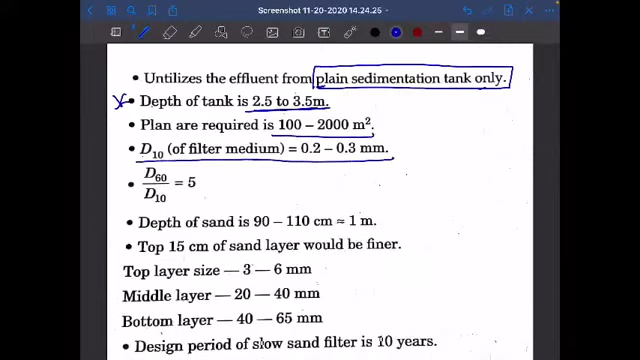 Screenshot 11-20-2020 14.24.25
• Untilizes the effluent from plain sedimentation tank only.
• Depth of tank is 2.5 to 3.5m.
• Plan are required is 100 – 2000 m².
• D₁₀ (of filter medium) = 0.2 – 0.3 mm.
• D₆₀/D₁₀ = 5
• Depth of sand is 90 – 110 cm ≈ 1 m.
• Top 15 cm of sand layer would be finer.
Top layer size — 3 – 6 mm
Middle layer – 20 – 40 mm
Bottom layer – 40 – 65 mm
• Design period of slow sand filter is 10 years.